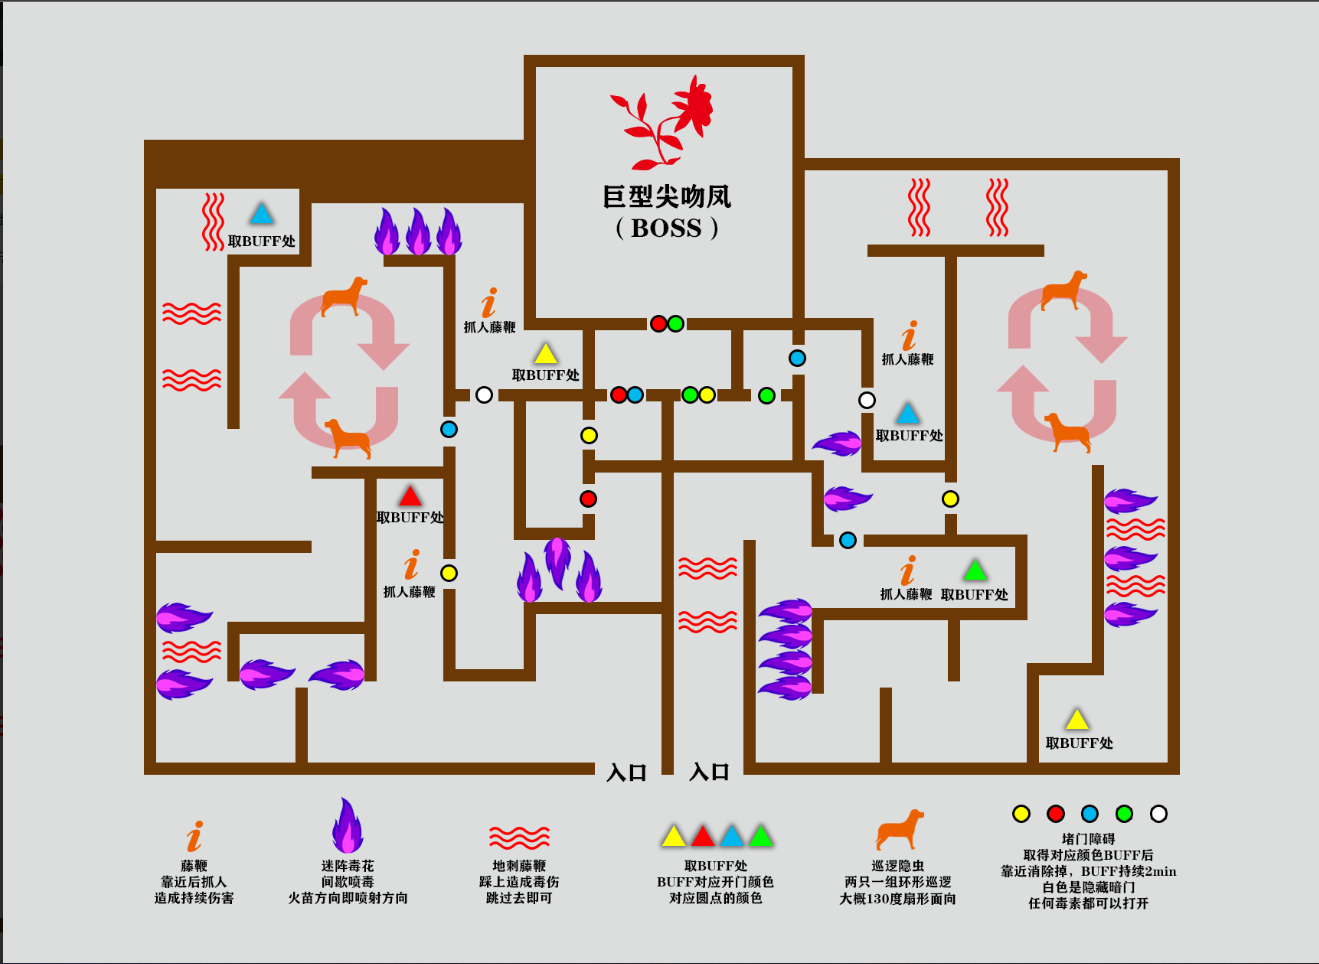 巨型尖吻凤
(BOSS)
取BUFF处
抓人藤鞭
取BUFF处
抓人藤鞭
取BUFF处
取BUFF处
抓人藤鞭
抓人藤鞭
取BUFF处
取BUFF处
入口
入口
藤鞭
靠近后抓人
造成持续伤害
迷阵毒花
间歇喷毒
火苗方向即喷射方向
地刺藤鞭
踩上造成毒伤
跳过去即可
取BUFF处
BUFF对应开门颜色
对应圆点的颜色
巡逻隐虫
两只一组环形巡逻
大概130度扇形面向
堵门障碍
取得对应颜色BUFF后
靠近消除掉，BUFF持续2min
白色是隐藏暗门
任何毒素都可以打开